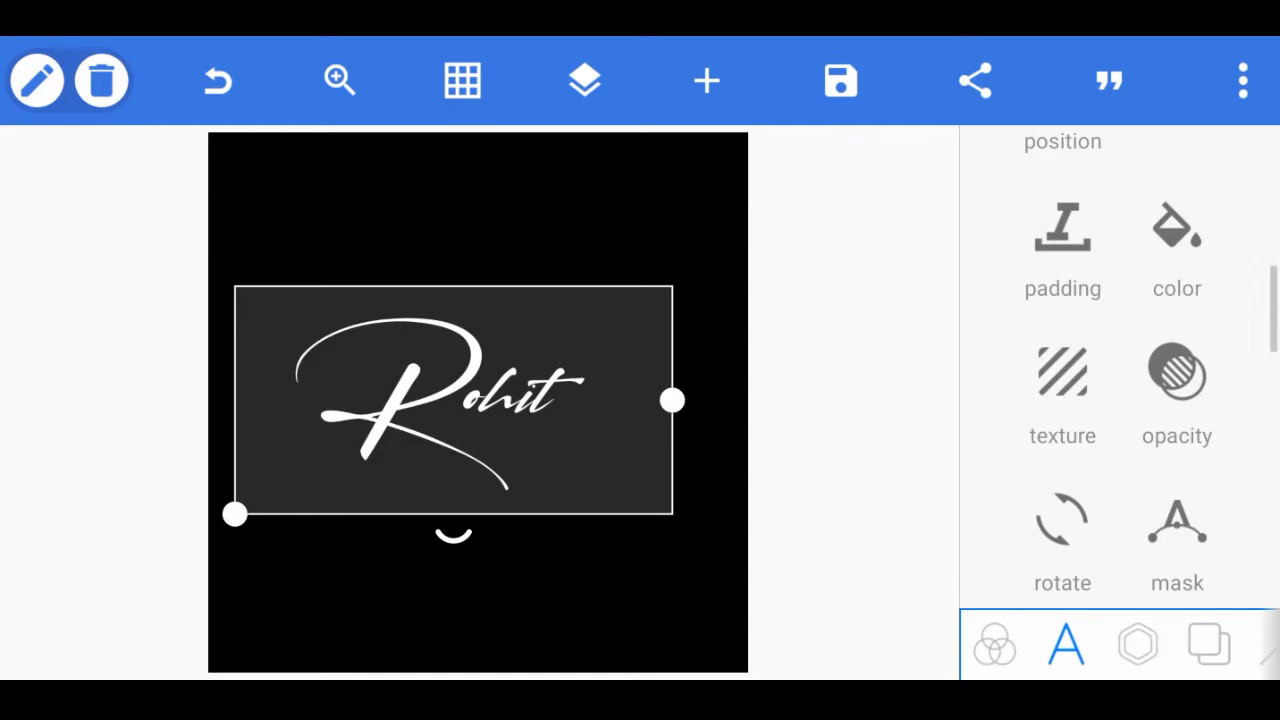 position
padding color
Rohit
texture opacity
rotate mask